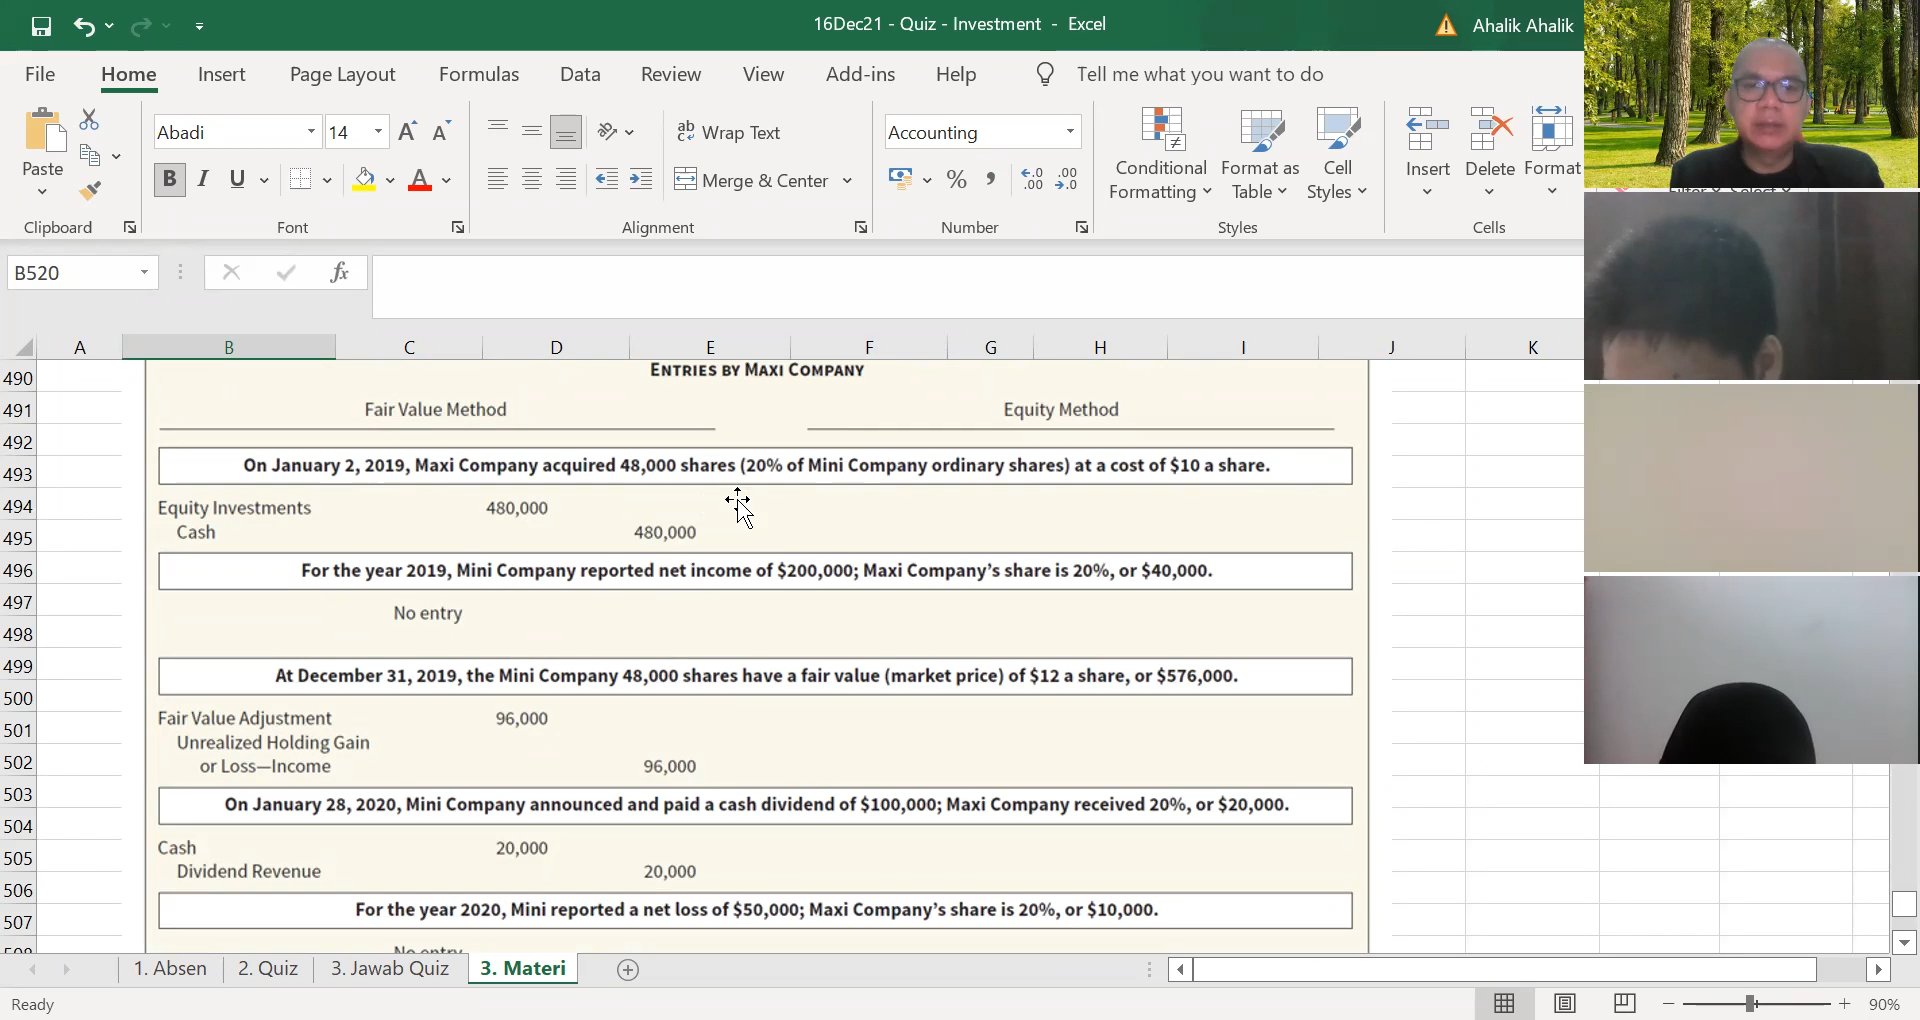 16Dec21 - Quiz - Investment - Excel
Ahalik Ahalik
File Home Insert Page Layout Formulas Data Review View Add-ins Help Tell me what you want to do
Abadi 14 ab Wrap Text Accounting
Paste B I U A Merge & Center % Conditional Formatting Format as Table Cell Styles Insert Delete Format
Clipboard Font Alignment Number Styles Cells
B520 fx
A B C D E F G H I J K
490 ENTRIES BY MAXI COMPANY
491 Fair Value Method Equity Method
492
493 On January 2, 2019, Maxi Company acquired 48,000 shares (20% of Mini Company ordinary shares) at a cost of $10 a share.
494 Equity Investments 480,000
495 Cash 480,000
496 For the year 2019, Mini Company reported net income of $200,000; Maxi Company's share is 20%, or $40,000.
497 No entry
498
499 At December 31, 2019, the Mini Company 48,000 shares have a fair value (market price) of $12 a share, or $576,000.
500
501 Fair Value Adjustment 96,000
Unrealized Holding Gain
502 or Loss—Income 96,000
503 On January 28, 2020, Mini Company announced and paid a cash dividend of $100,000; Maxi Company received 20%, or $20,000.
504
505 Cash 20,000
506 Dividend Revenue 20,000
507 For the year 2020, Mini reported a net loss of $50,000; Maxi Company's share is 20%, or $10,000.
508 No entry
1. Absen 2. Quiz 3. Jawab Quiz 3. Materi
Ready 90%